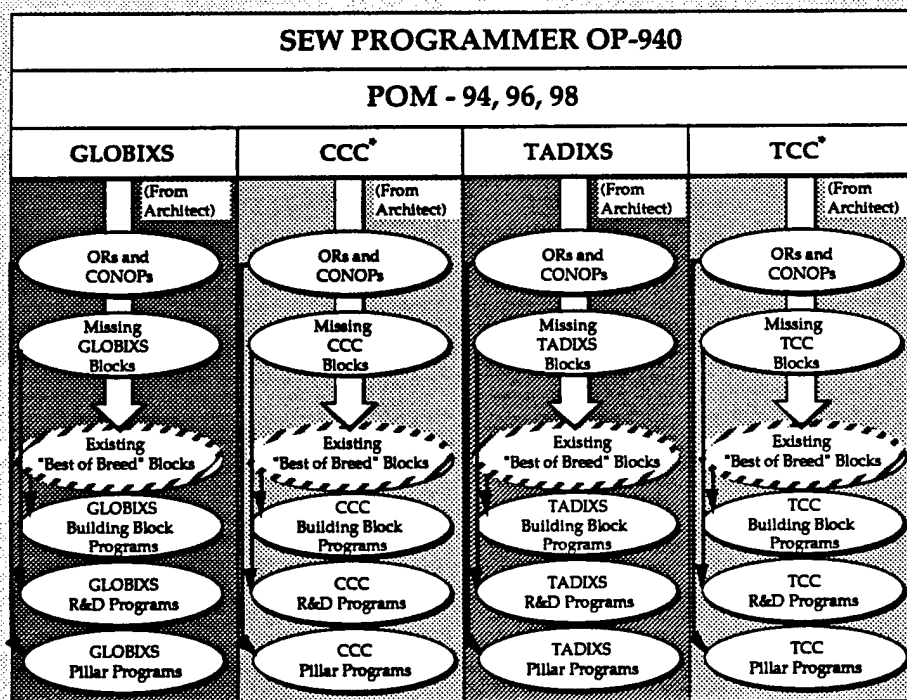 SEW PROGRAMMER OP-940
POM - 94, 96, 98
GLOBIXS
CCC*
TADIXS
TCC*
(From
Architect)
(From
Architect)
(From
Architect)
(From
Architect)
ORs and
CONOPs
ORs and
CONOPs
ORs and
CONOPs
ORs and
CONOPs
Missing
GLOBIXS
Blocks
Missing
CCC
Blocks
Missing
TADIXS
Blocks
Missing
TCC
Blocks
Existing
"Best of Breed" Blocks
Existing
"Best of Breed" Blocks
Existing
"Best of Breed" Blocks
Existing
"Best of Breed" Blocks
GLOBIXS
Building Block
Programs
CCC
Building Block
Programs
TADIXS
Building Block
Programs
TCC
Building Block
Programs
GLOBIXS
R&D Programs
CCC
R&D Programs
TADIXS
R&D Programs
TCC
R&D Programs
GLOBIXS
Pillar Programs
CCC
Pillar Programs
TADIXS
Pillar Programs
TCC
Pillar Programs